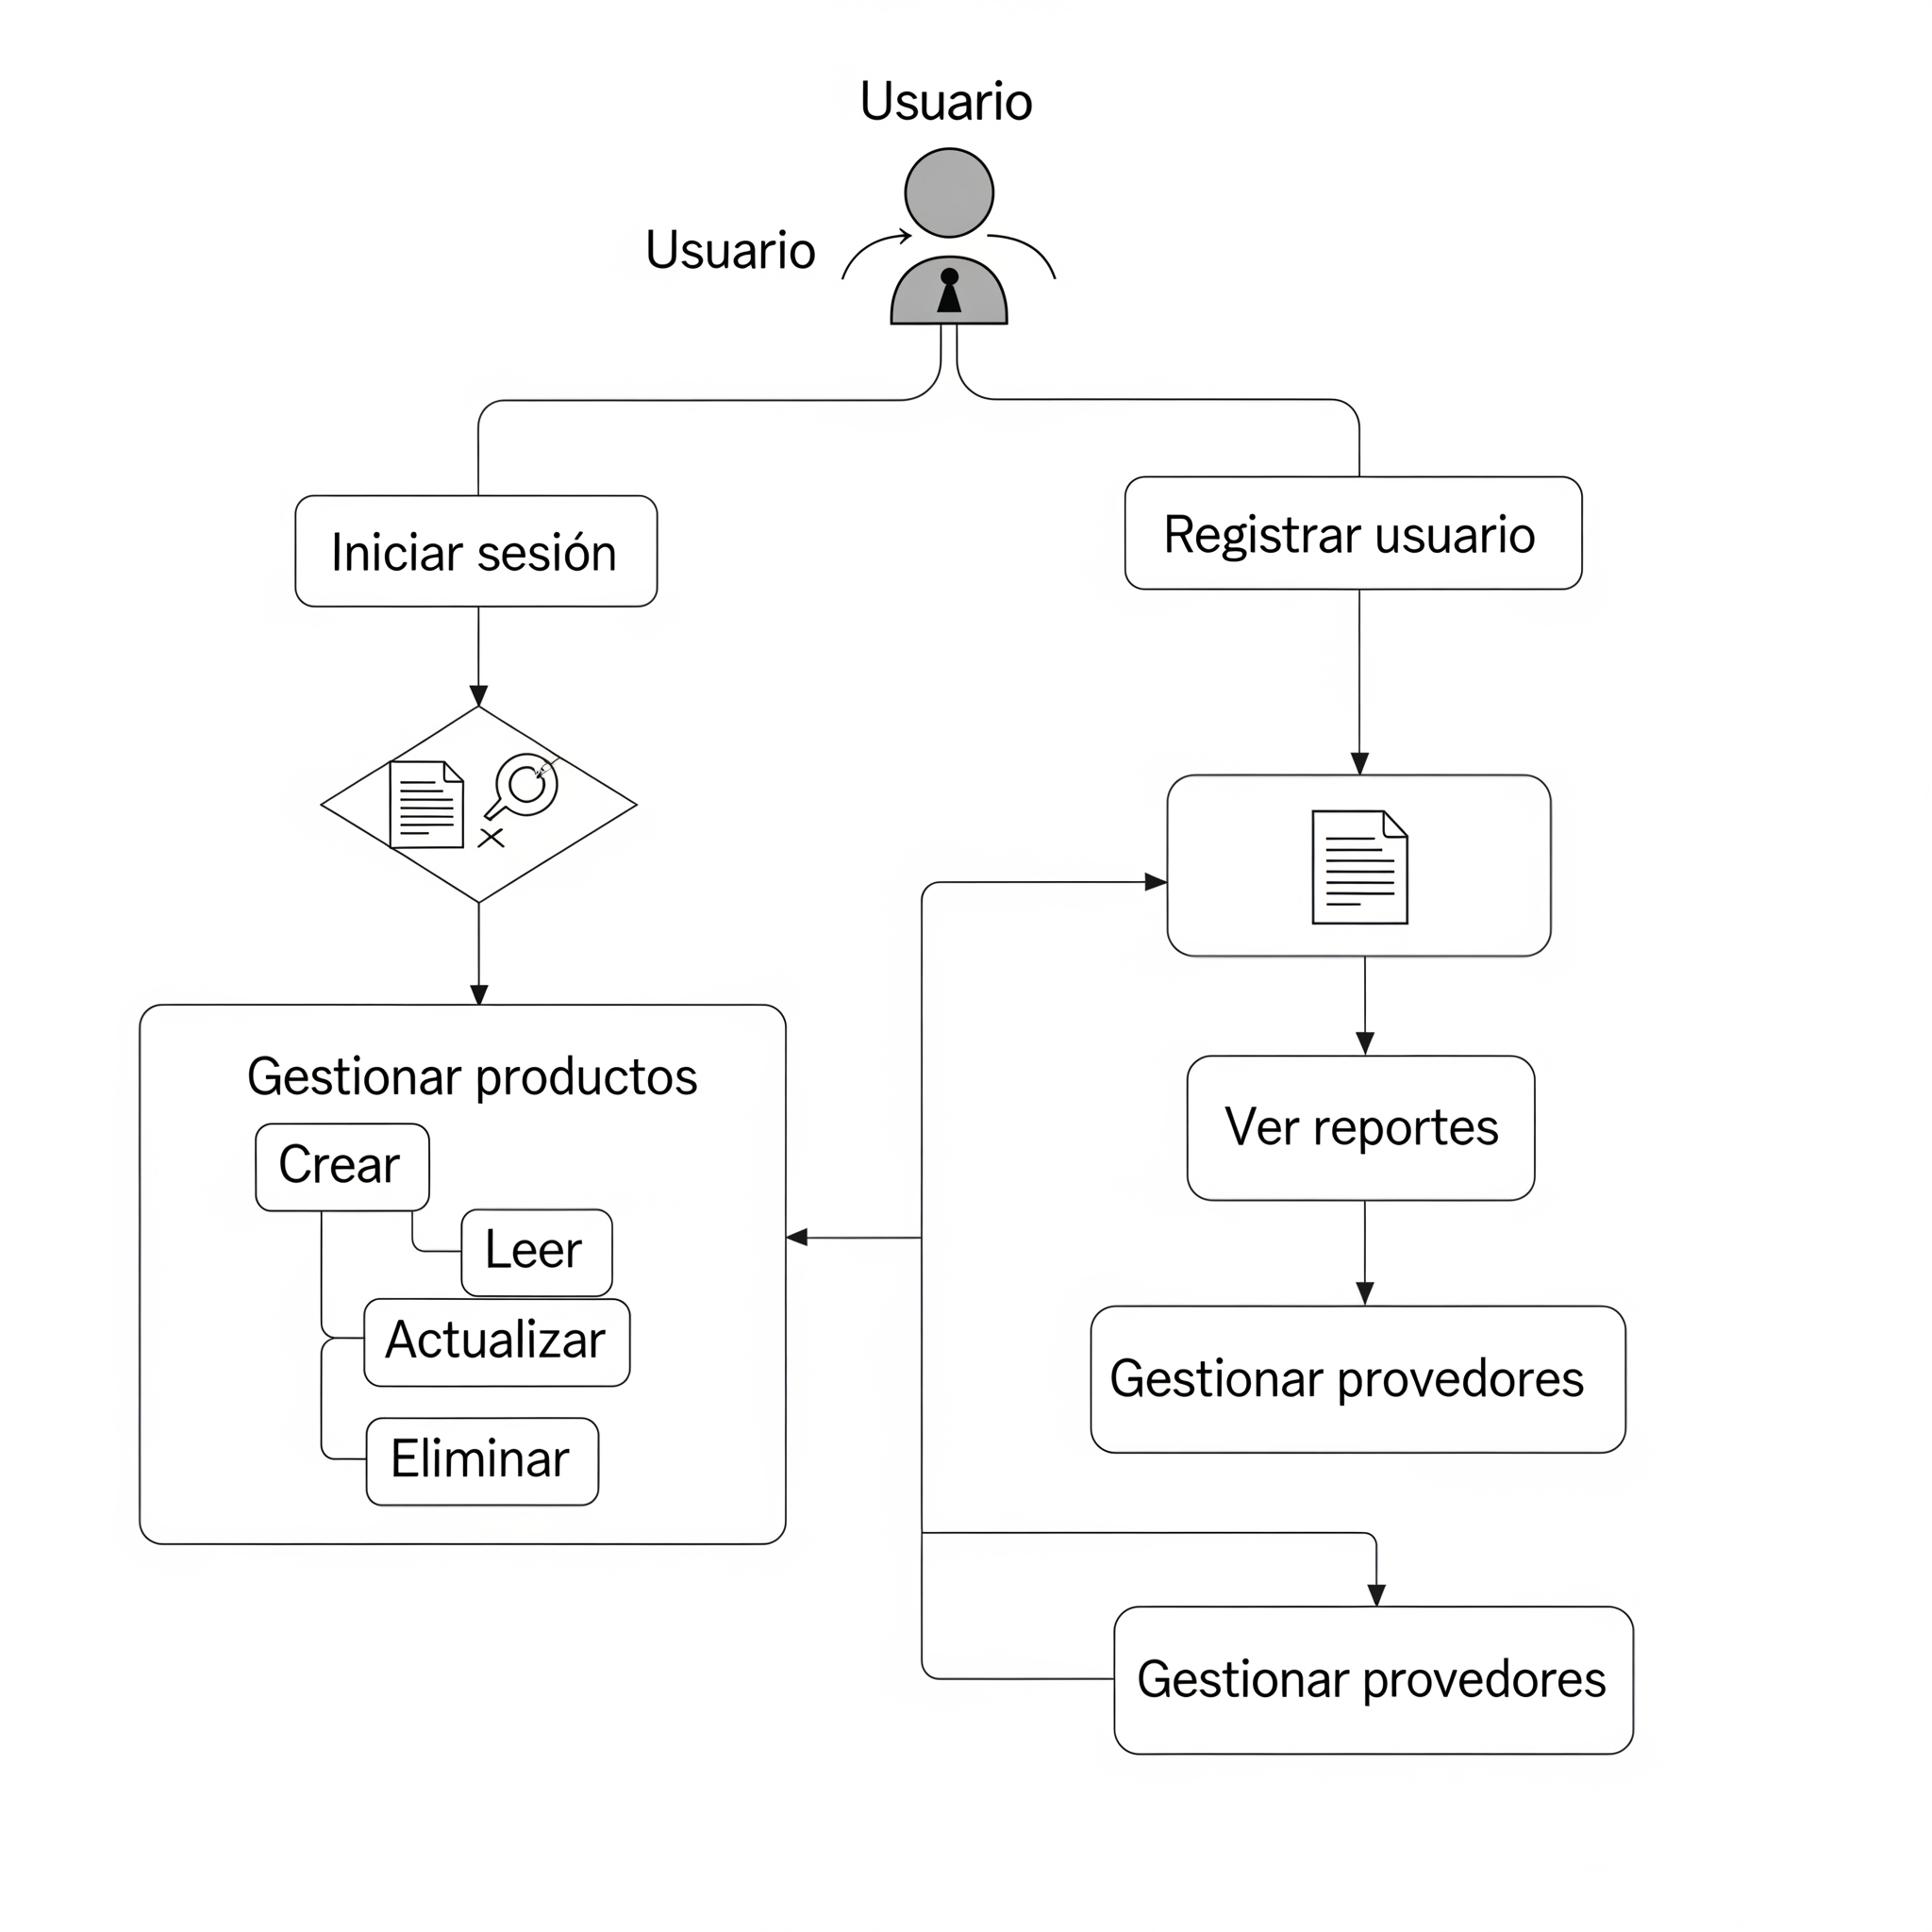 Usuario
Usuario
Iniciar sesión
Registrar usuario
Gestionar productos
Crear
Leer
Actualizar
Eliminar
Ver reportes
Gestionar provedores
Gestionar provedores